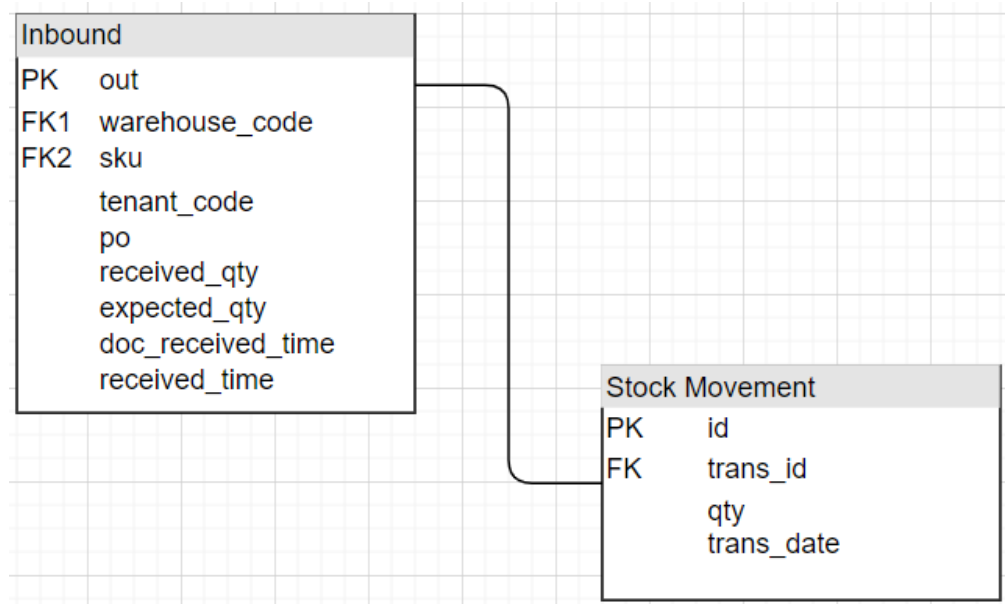 Inbound
PK out
FK1 warehouse_code
FK2 sku
tenant_code
po
received_qty
expected_qty
doc_received_time
received_time
Stock Movement
PK id
FK trans_id
qty
trans_date